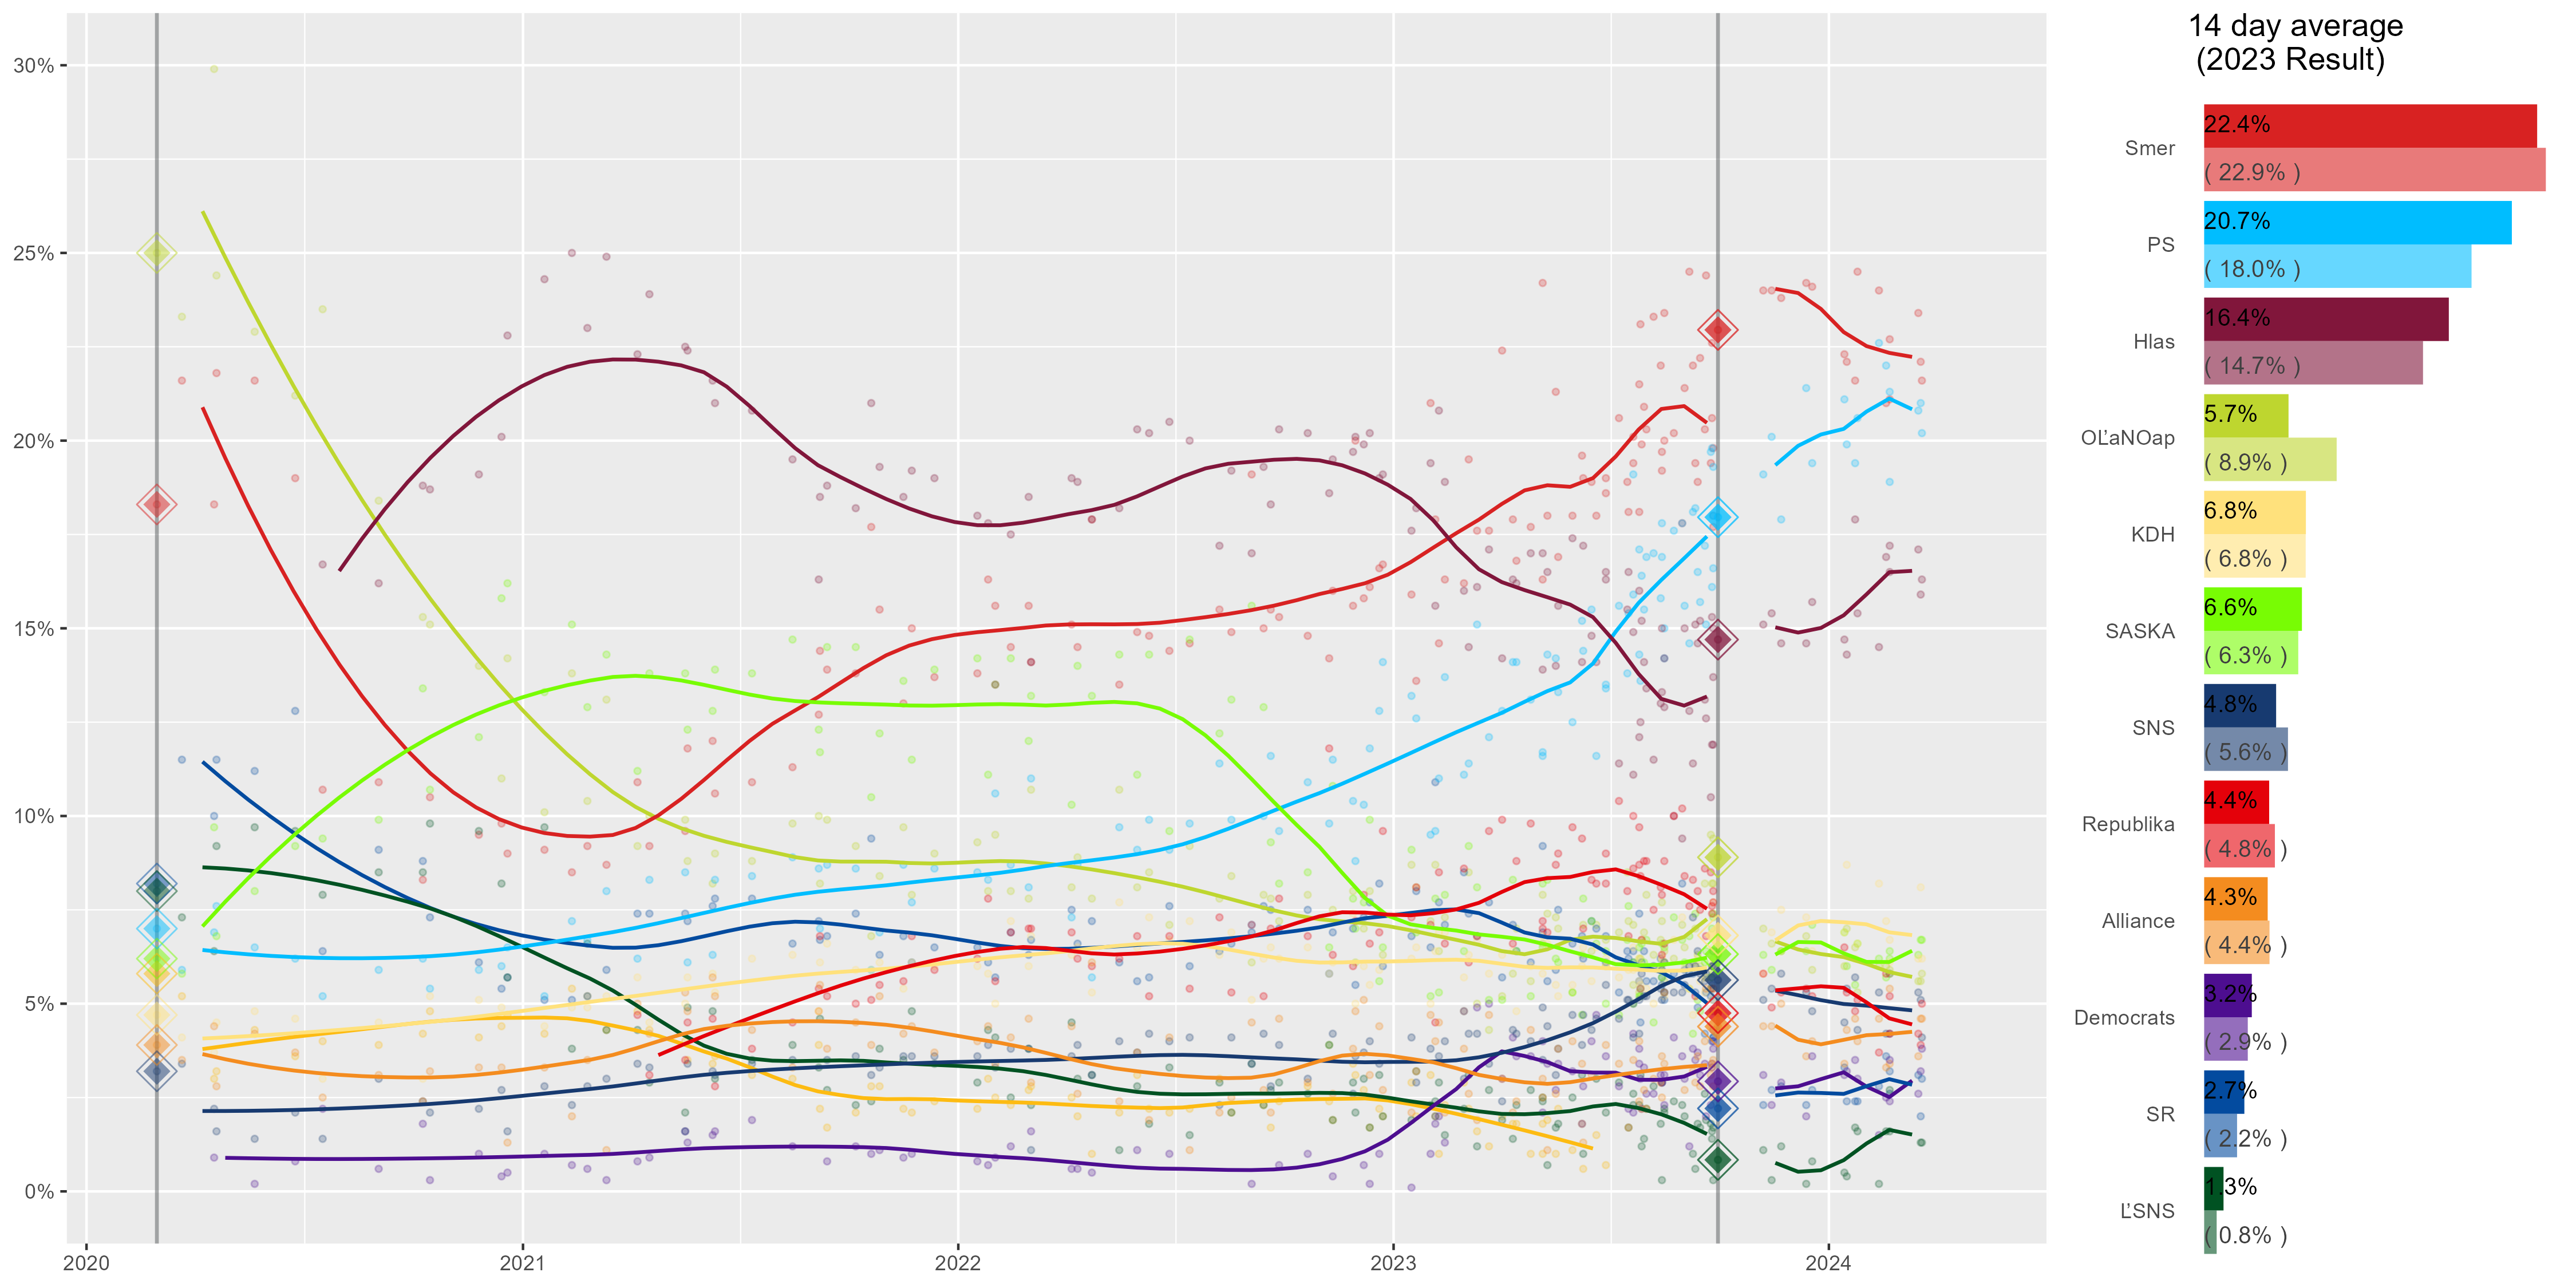 14 day average
(2023 Result)
30%
25%
20%
15%
10%
5%
0%
2020
2021
2022
2023
2024
Smer
22.4%
( 22.9% )
PS
20.7%
( 18.0% )
Hlas
16.4%
( 14.7% )
OĽaNOap
5.7%
( 8.9% )
KDH
6.8%
( 6.8% )
SASKA
6.6%
( 6.3% )
SNS
4.8%
( 5.6% )
Republika
4.4%
( 4.8% )
Alliance
4.3%
( 4.4% )
Democrats
3.2%
( 2.9% )
SR
2.7%
( 2.2% )
ĽSNS
1.3%
( 0.8% )